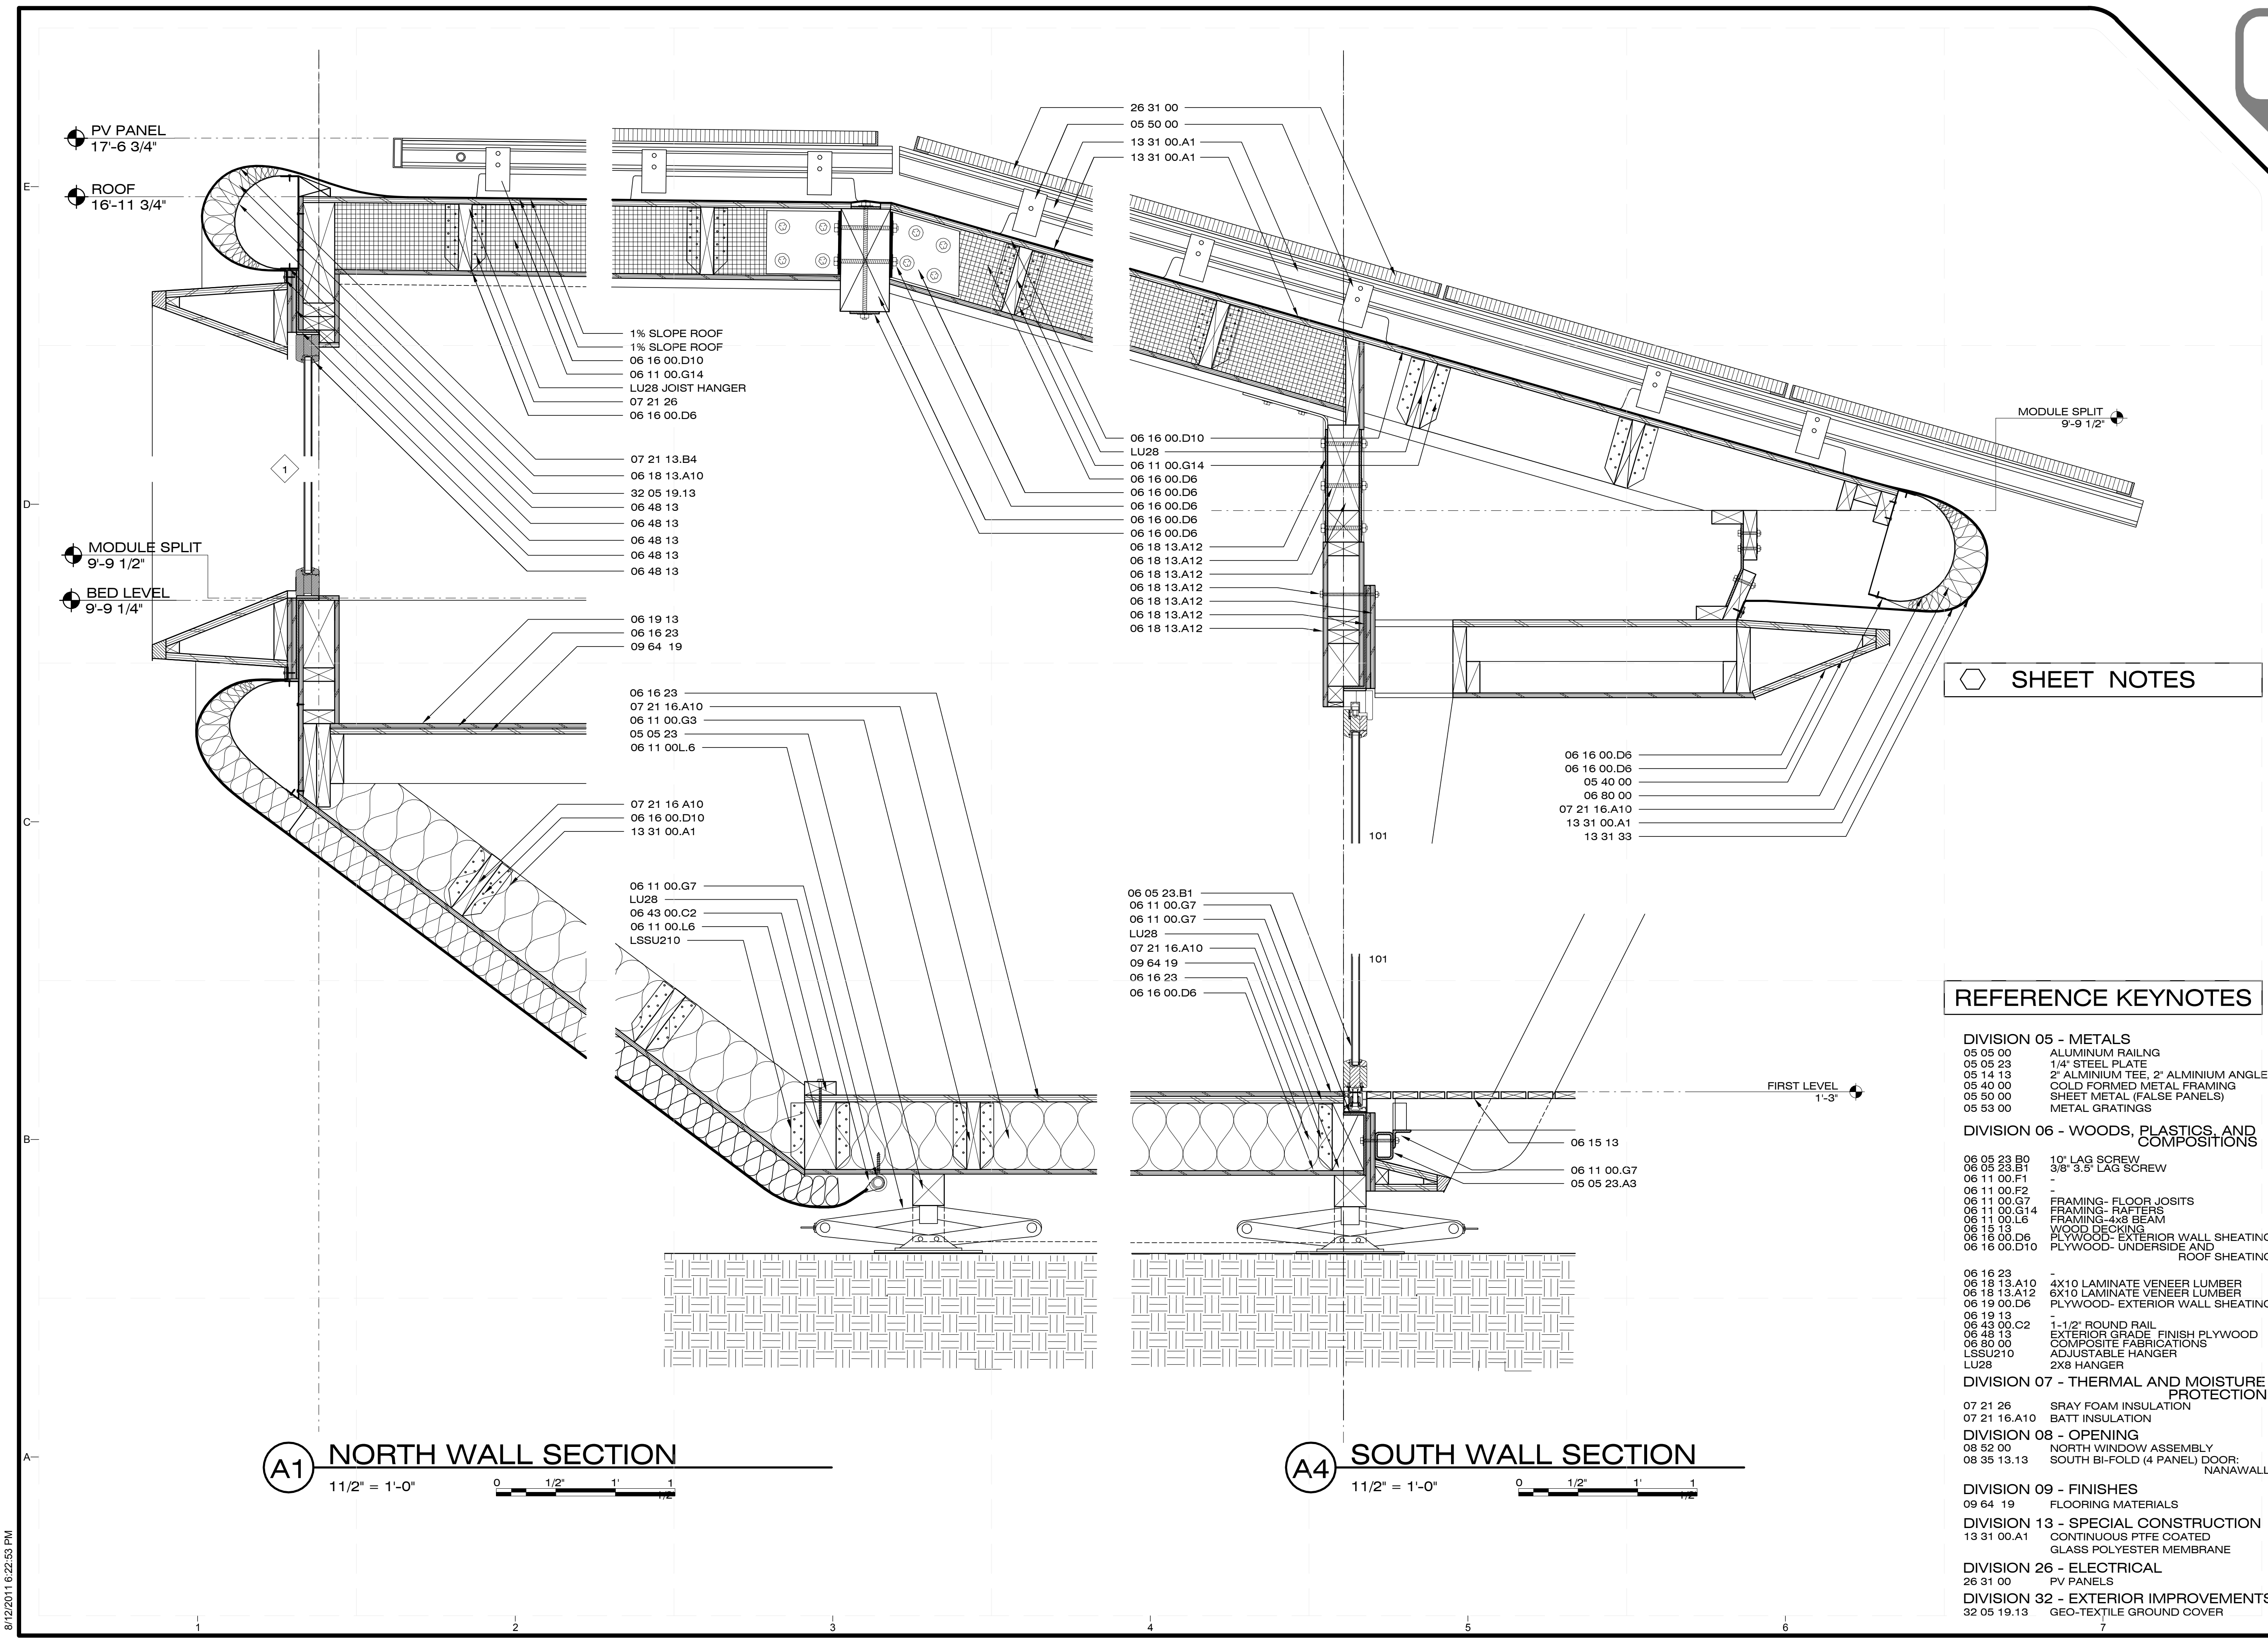 PV PANEL
17'-6 3/4"
ROOF
16'-11 3/4"
1
MODULE SPLIT
9'-9 1/2"
BED LEVEL
9'-9 1/4"
1% SLOPE ROOF
1% SLOPE ROOF
06 16 00.D10
06 11 00.G14
LU28 JOIST HANGER
07 21 26
06 16 00.D6
07 21 13.B4
06 18 13.A10
32 05 19.13
06 48 13
06 48 13
06 48 13
06 48 13
06 48 13
06 19 13
06 16 23
09 64 19
06 16 23
07 21 16.A10
06 11 00.G3
05 05 23
06 11 00L.6
07 21 16 A10
06 16 00.D10
13 31 00.A1
06 11 00.G7
LU28
06 43 00.C2
06 11 00.L6
LSSU210
26 31 00
05 50 00
13 31 00.A1
13 31 00.A1
06 16 00.D10
LU28
06 11 00.G14
06 16 00.D6
06 16 00.D6
06 16 00.D6
06 16 00.D6
06 16 00.D6
06 18 13.A12
06 18 13.A12
06 18 13.A12
06 18 13.A12
06 18 13.A12
06 18 13.A12
06 18 13.A12
MODULE SPLIT
9'-9 1/2"
06 16 00.D6
06 16 00.D6
05 40 00
06 80 00
07 21 16.A10
13 31 00.A1
13 31 33
101
06 05 23.B1
06 11 00.G7
06 11 00.G7
LU28
07 21 16.A10
09 64 19
06 16 23
06 16 00.D6
101
FIRST LEVEL
1'-3"
06 15 13
06 11 00.G7
05 05 23.A3
A1 NORTH WALL SECTION
11/2" = 1'-0"
0 1/2" 1' 1
1/2
A4 SOUTH WALL SECTION
11/2" = 1'-0"
0 1/2" 1' 1
1/2
SHEET NOTES
REFERENCE KEYNOTES
DIVISION 05 - METALS
05 05 00 ALUMINUM RAILNG
05 05 23 1/4" STEEL PLATE
05 14 13 2" ALMINIUM TEE, 2" ALMINIUM ANGLE
05 40 00 COLD FORMED METAL FRAMING
05 50 00 SHEET METAL (FALSE PANELS)
05 53 00 METAL GRATINGS
DIVISION 06 - WOODS, PLASTICS, AND
COMPOSITIONS
06 05 23 B0 10" LAG SCREW
06 05 23.B1 3/8" 3.5" LAG SCREW
06 11 00.F1 -
06 11 00.F2 -
06 11 00.G7 FRAMING- FLOOR JOSITS
06 11 00.G14 FRAMING- RAFTERS
06 11 00.L6 FRAMING-4x8 BEAM
06 15 13 WOOD DECKING
06 16 00.D6 PLYWOOD- EXTERIOR WALL SHEATING
06 16 00.D10 PLYWOOD- UNDERSIDE AND
ROOF SHEATING
06 16 23 -
06 18 13.A10 4X10 LAMINATE VENEER LUMBER
06 18 13.A12 6X10 LAMINATE VENEER LUMBER
06 19 00.D6 PLYWOOD- EXTERIOR WALL SHEATING
06 19 13 -
06 43 00.C2 1-1/2" ROUND RAIL
06 48 13 EXTERIOR GRADE FINISH PLYWOOD
06 80 00 COMPOSITE FABRICATIONS
LSSU210 ADJUSTABLE HANGER
LU28 2X8 HANGER
DIVISION 07 - THERMAL AND MOISTURE
PROTECTION
07 21 26 SRAY FOAM INSULATION
07 21 16.A10 BATT INSULATION
DIVISION 08 - OPENING
08 52 00 NORTH WINDOW ASSEMBLY
08 35 13.13 SOUTH BI-FOLD (4 PANEL) DOOR:
NANAWALL
DIVISION 09 - FINISHES
09 64 19 FLOORING MATERIALS
DIVISION 13 - SPECIAL CONSTRUCTION
13 31 00.A1 CONTINUOUS PTFE COATED
GLASS POLYESTER MEMBRANE
DIVISION 26 - ELECTRICAL
26 31 00 PV PANELS
DIVISION 32 - EXTERIOR IMPROVEMENTS
32 05 19.13 GEO-TEXTILE GROUND COVER
E
D
C
B
A
1 2 3 4 5 6 7
8/12/2011 6:22:53 PM